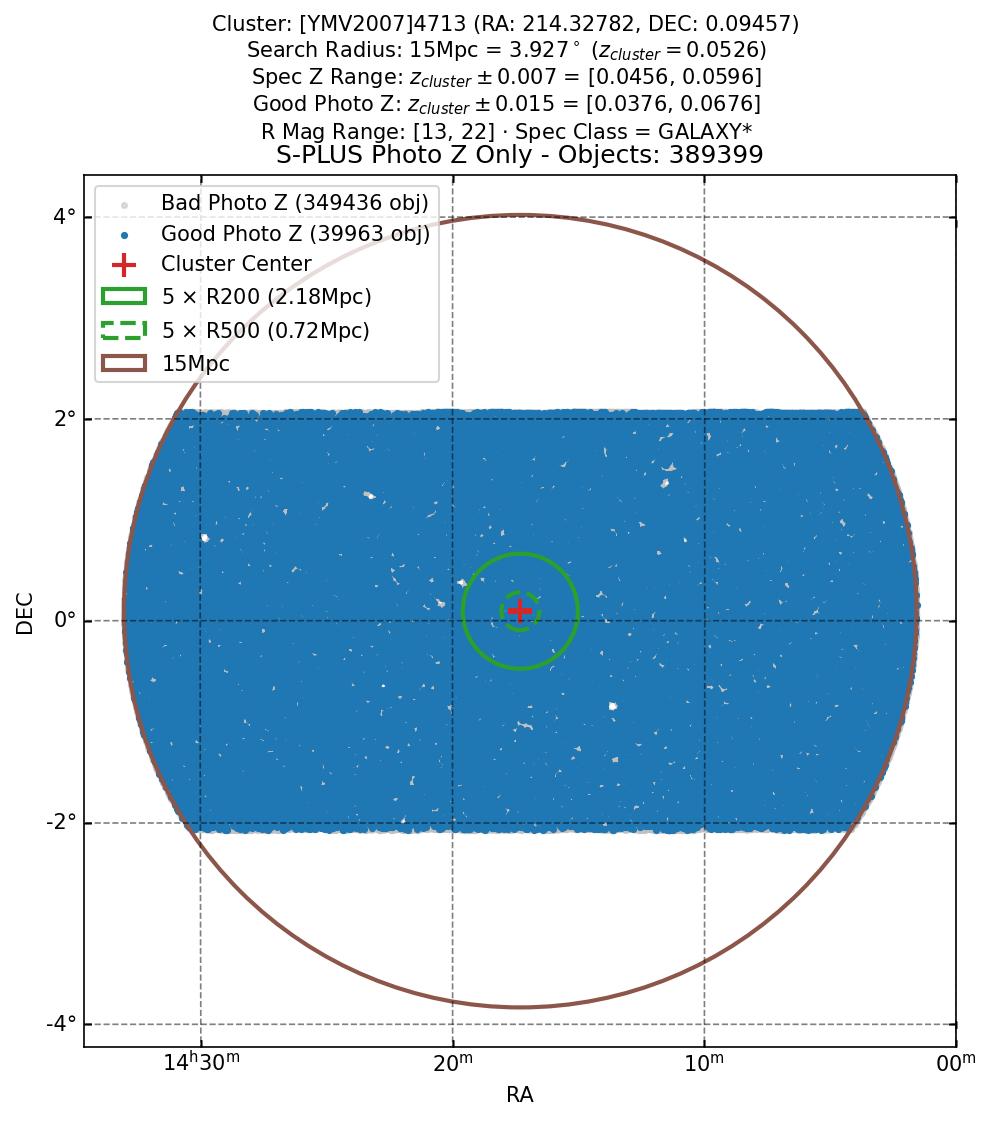 Cluster: [YMV2007]4713 (RA: 214.32782, DEC: 0.09457)
Search Radius: 15Mpc = 3.927° (z_cluster = 0.0526)
Spec Z Range: z_cluster ± 0.007 = [0.0456, 0.0596]
Good Photo Z: z_cluster ± 0.015 = [0.0376, 0.0676]
R Mag Range: [13, 22] · Spec Class = GALAXY*
S-PLUS Photo Z Only - Objects: 389399
Bad Photo Z (349436 obj)
Good Photo Z (39963 obj)
Cluster Center
5 × R200 (2.18Mpc)
5 × R500 (0.72Mpc)
15Mpc
4°
2°
0°
-2°
-4°
DEC
14ʰ30ᵐ
20ᵐ
10ᵐ
00ᵐ
RA